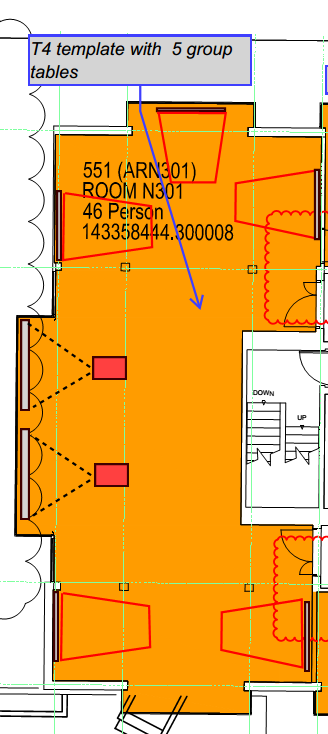 T4 template with 5 group
tables
551 (ARN301)
ROOM N301
46 Person
143358444.300008
DOWN
UP